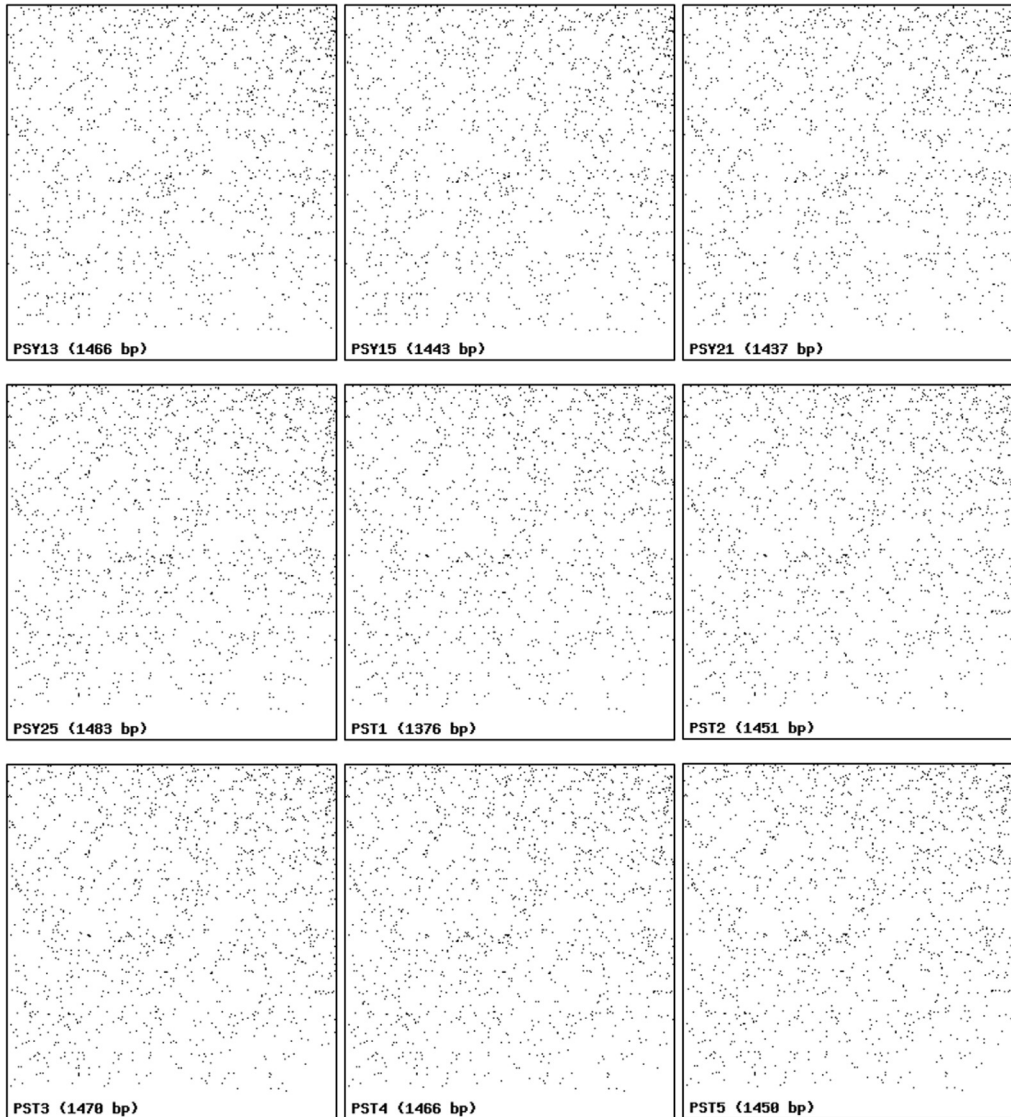 PSY13 (1466 bp)
PSY15 (1443 bp)
PSY21 (1437 bp)
PSY25 (1483 bp)
PST1 (1376 bp)
PST2 (1451 bp)
PST3 (1470 bp)
PST4 (1466 bp)
PST5 (1450 bp)